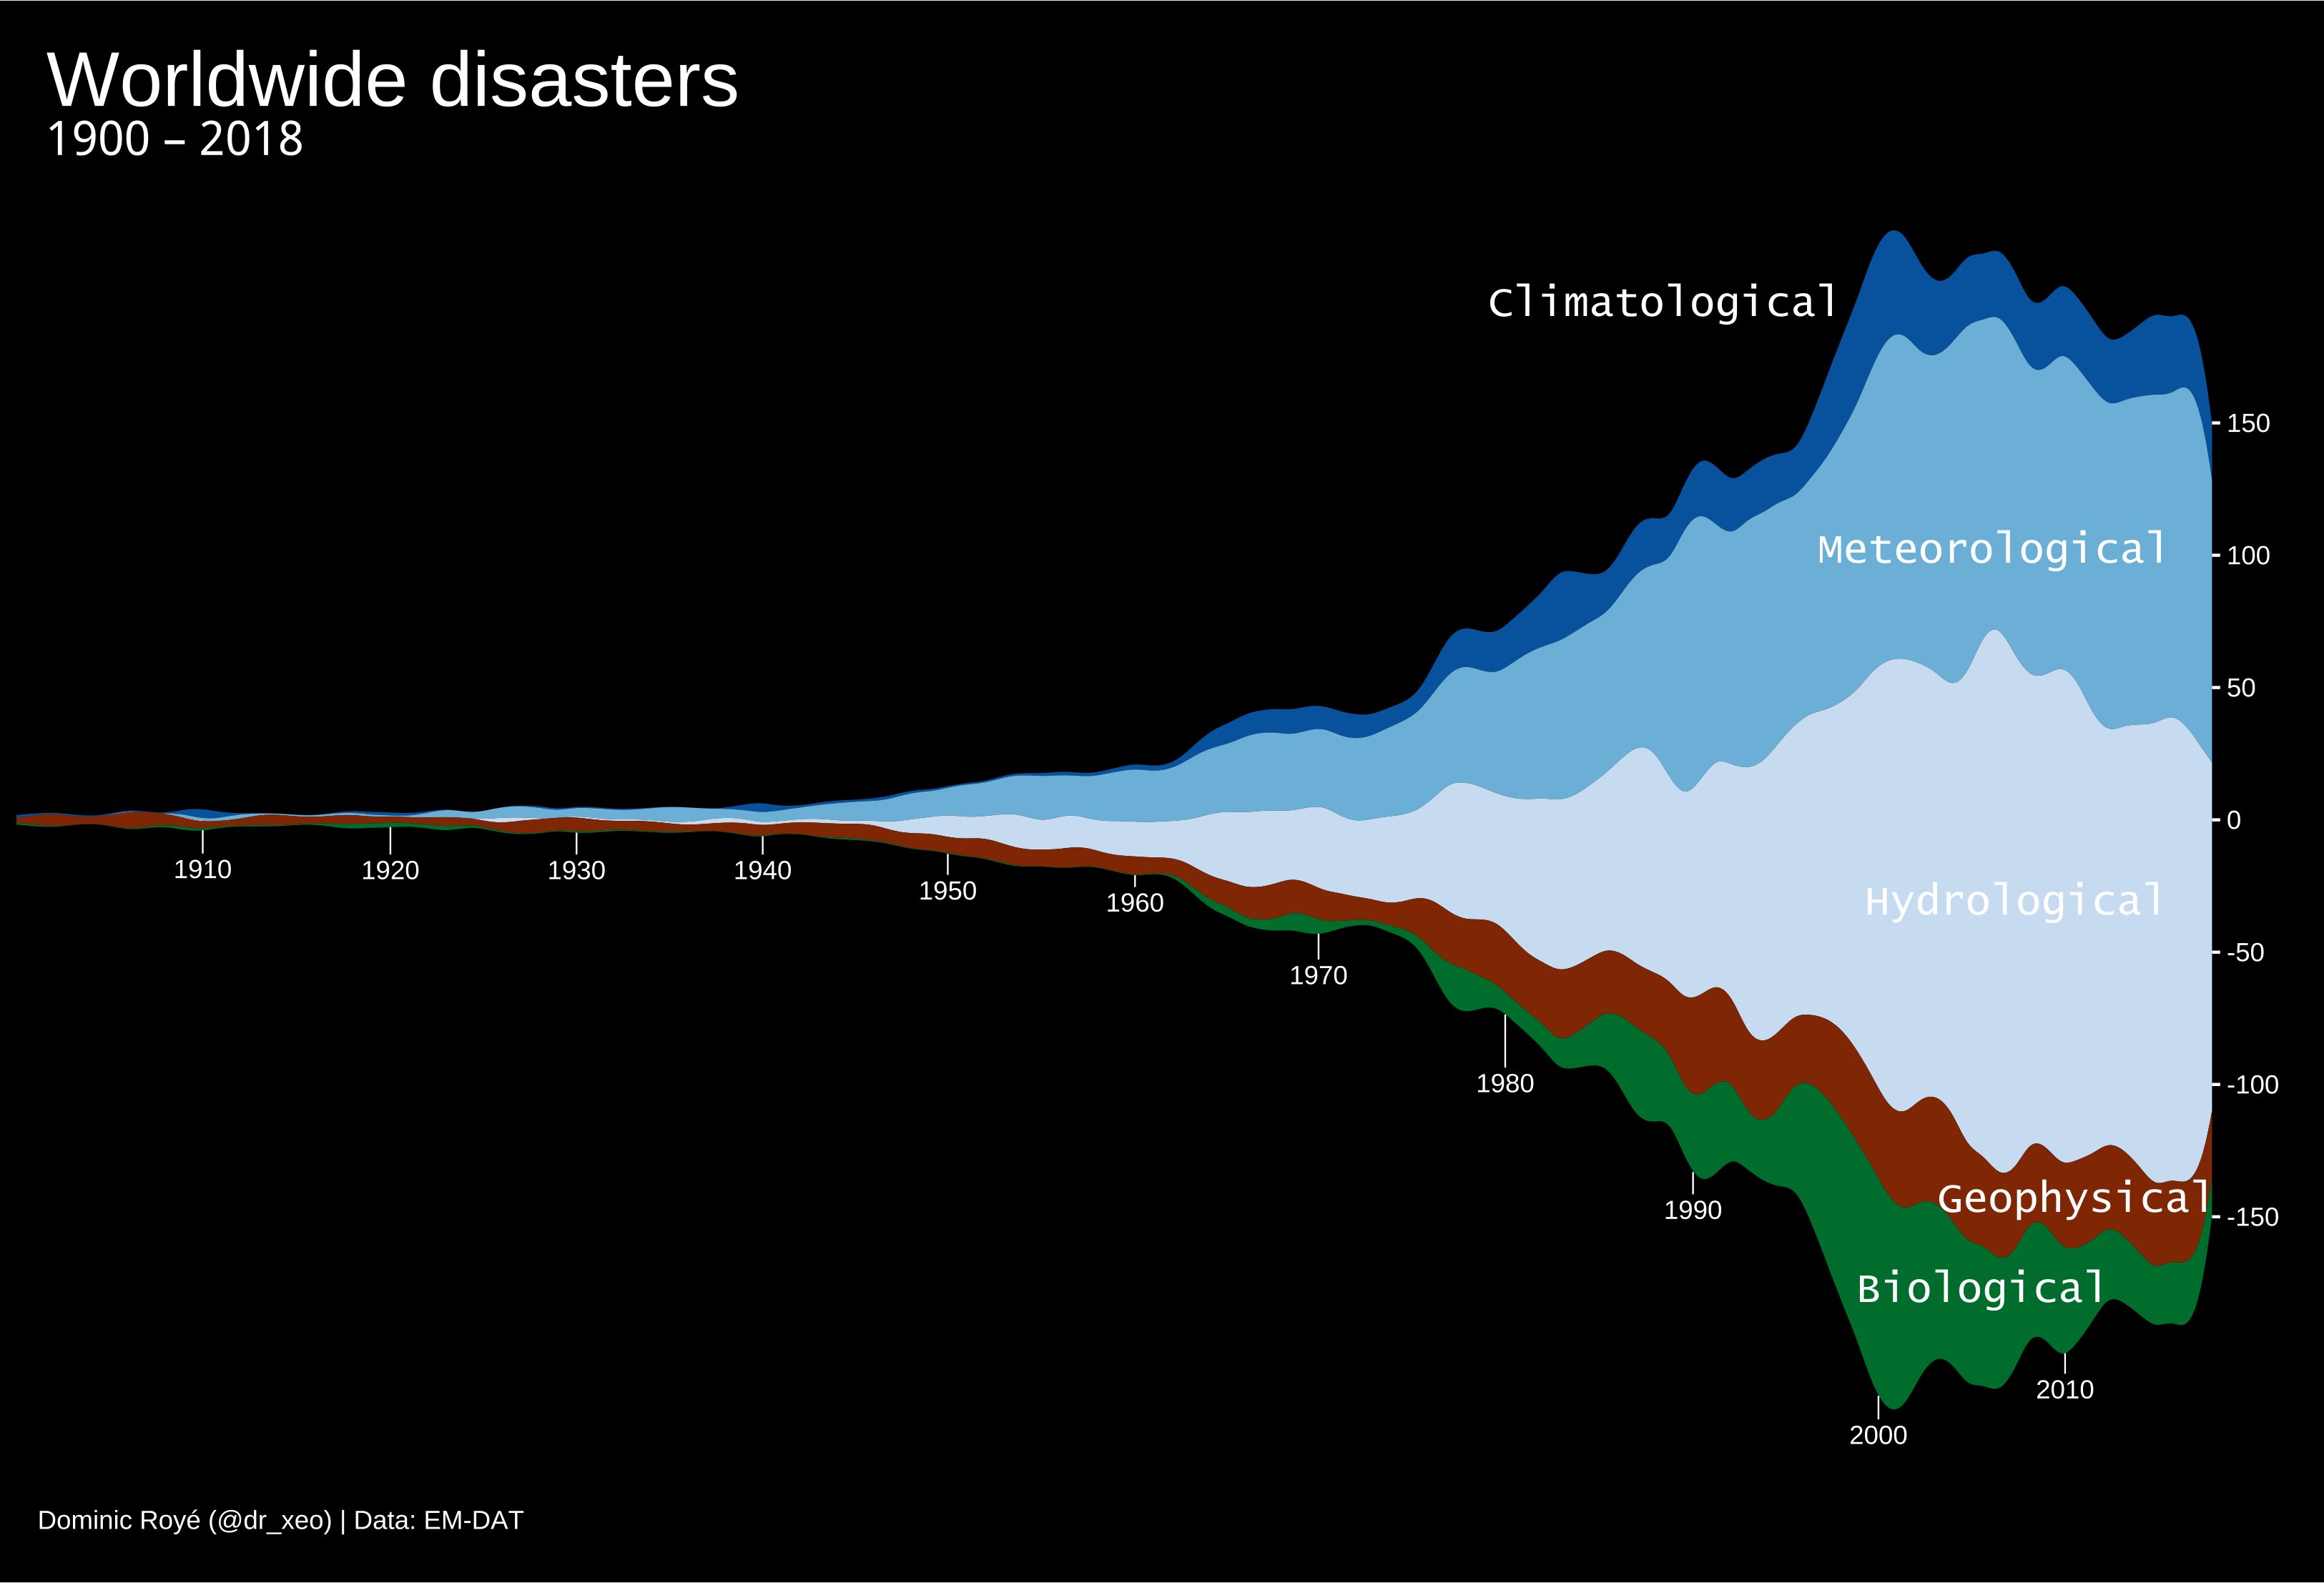 Worldwide disasters
1900 – 2018
Climatological
Meteorological
Hydrological
Geophysical
Biological
150
100
50
0
-50
-100
-150
1910
1920
1930
1940
1950
1960
1970
1980
1990
2000
2010
Dominic Royé (@dr_xeo) | Data: EM-DAT